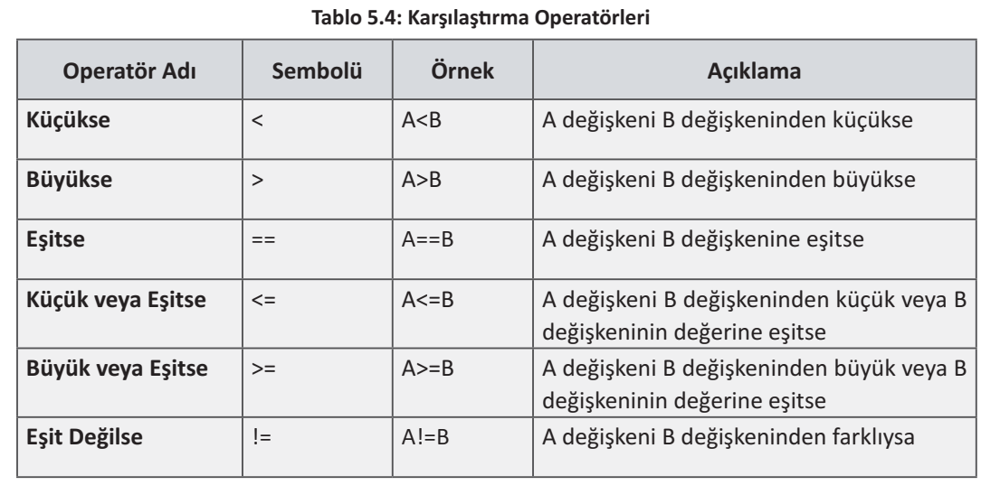 Tablo 5.4: Karşılaştırma Operatörleri
Operatör Adı Sembolü Örnek Açıklama
Küçükse < A<B A değişkeni B değişkeninden küçükse
Büyükse > A>B A değişkeni B değişkeninden büyükse
Eşitse == A==B A değişkeni B değişkenine eşitse
Küçük veya Eşitse <= A<=B A değişkeni B değişkeninden küçük veya B
değişkeninin değerine eşitse
Büyük veya Eşitse >= A>=B A değişkeni B değişkeninden büyük veya B
değişkeninin değerine eşitse
Eşit Değilse != A!=B A değişkeni B değişkeninden farklıysa